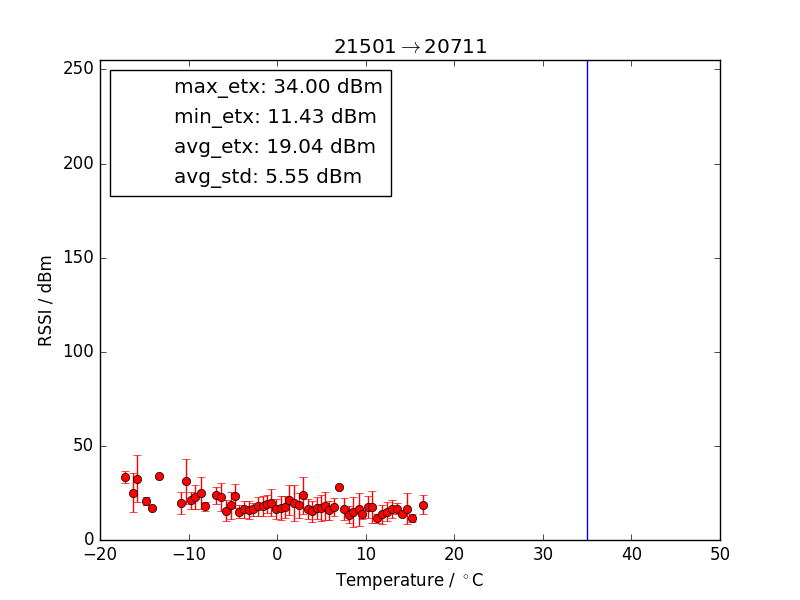 21501→20711
max_etx: 34.00 dBm
min_etx: 11.43 dBm
avg_etx: 19.04 dBm
avg_std: 5.55 dBm
RSSI / dBm
250
200
150
100
50
0
−20 −10 0 10 20 30 40 50
Temperature / °C